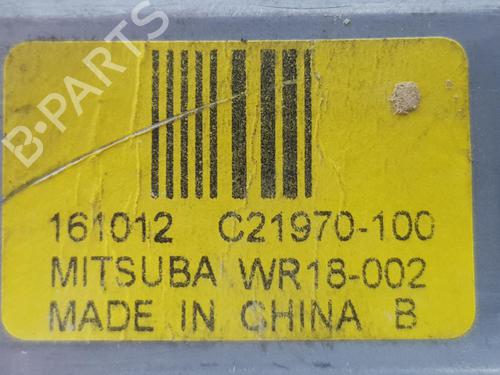 B-PARTS
161012 C21970-100
MITSUBA WR18-002
MADE IN CHINA B